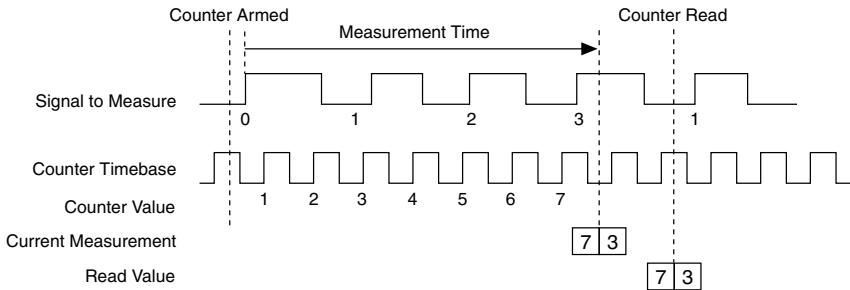 Counter Armed Counter Read
Measurement Time
Signal to Measure
0 1 2 3 1
Counter Timebase
1 2 3 4 5 6 7
Counter Value
Current Measurement 7 3
Read Value 7 3